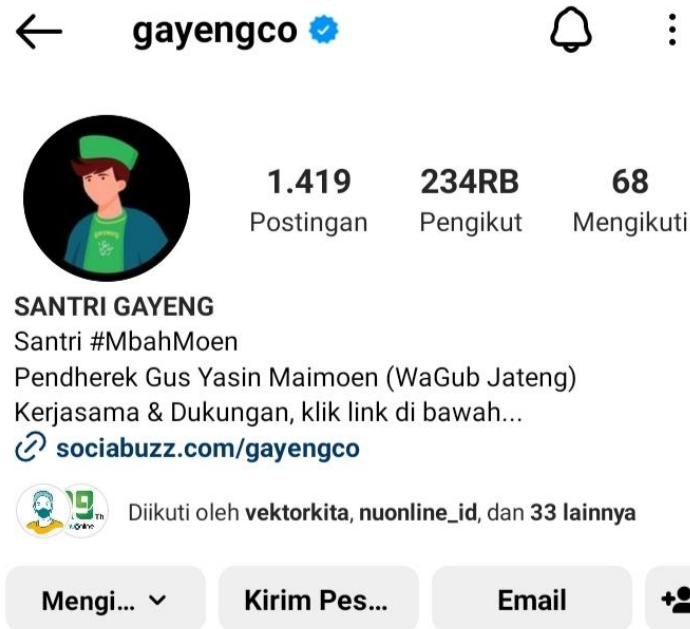 gayengco
1.419 234RB 68
Postingan Pengikut Mengikuti
SANTRI GAYENG
Santri #MbahMoen
Pendherek Gus Yasin Maimoen (WaGub Jateng)
Kerjasama & Dukungan, klik link di bawah...
sociabuzz.com/gayengco
Diikuti oleh vektorkita, nuonline_id, dan 33 lainnya
Mengi... Kirim Pes... Email